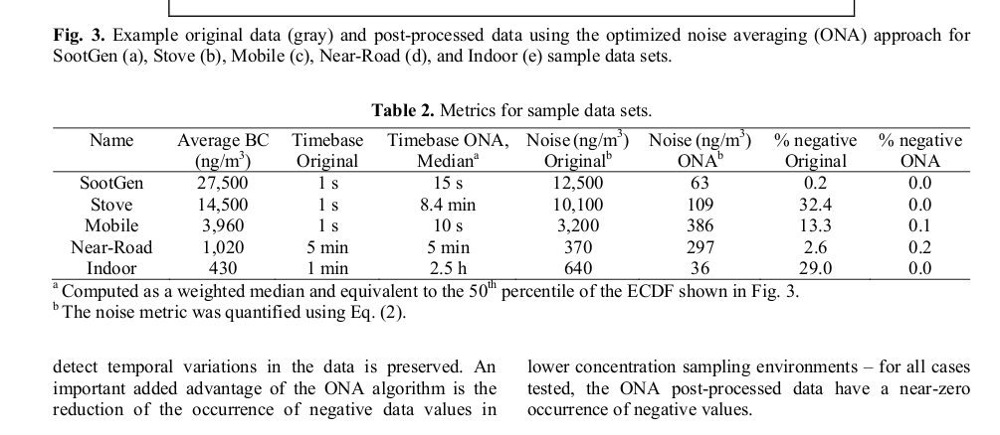 Fig. 3. Example original data (gray) and post-processed data using the optimized noise averaging (ONA) approach for
SootGen (a), Stove (b), Mobile (c), Near-Road (d), and Indoor (e) sample data sets.
Table 2. Metrics for sample data sets.
Name Average BC Timebase Timebase ONA, Noise (ng/m³) Noise (ng/m³) % negative % negative
(ng/m³) Original Medianᵃ Originalᵇ ONAᵇ Original ONA
SootGen 27,500 1 s 15 s 12,500 63 0.2 0.0
Stove 14,500 1 s 8.4 min 10,100 109 32.4 0.0
Mobile 3,960 1 s 10 s 3,200 386 13.3 0.1
Near-Road 1,020 5 min 5 min 370 297 2.6 0.2
Indoor 430 1 min 2.5 h 640 36 29.0 0.0
ᵃ Computed as a weighted median and equivalent to the 50ᵗʰ percentile of the ECDF shown in Fig. 3.
ᵇ The noise metric was quantified using Eq. (2).
detect temporal variations in the data is preserved. An
important added advantage of the ONA algorithm is the
reduction of the occurrence of negative data values in
lower concentration sampling environments – for all cases
tested, the ONA post-processed data have a near-zero
occurrence of negative values.